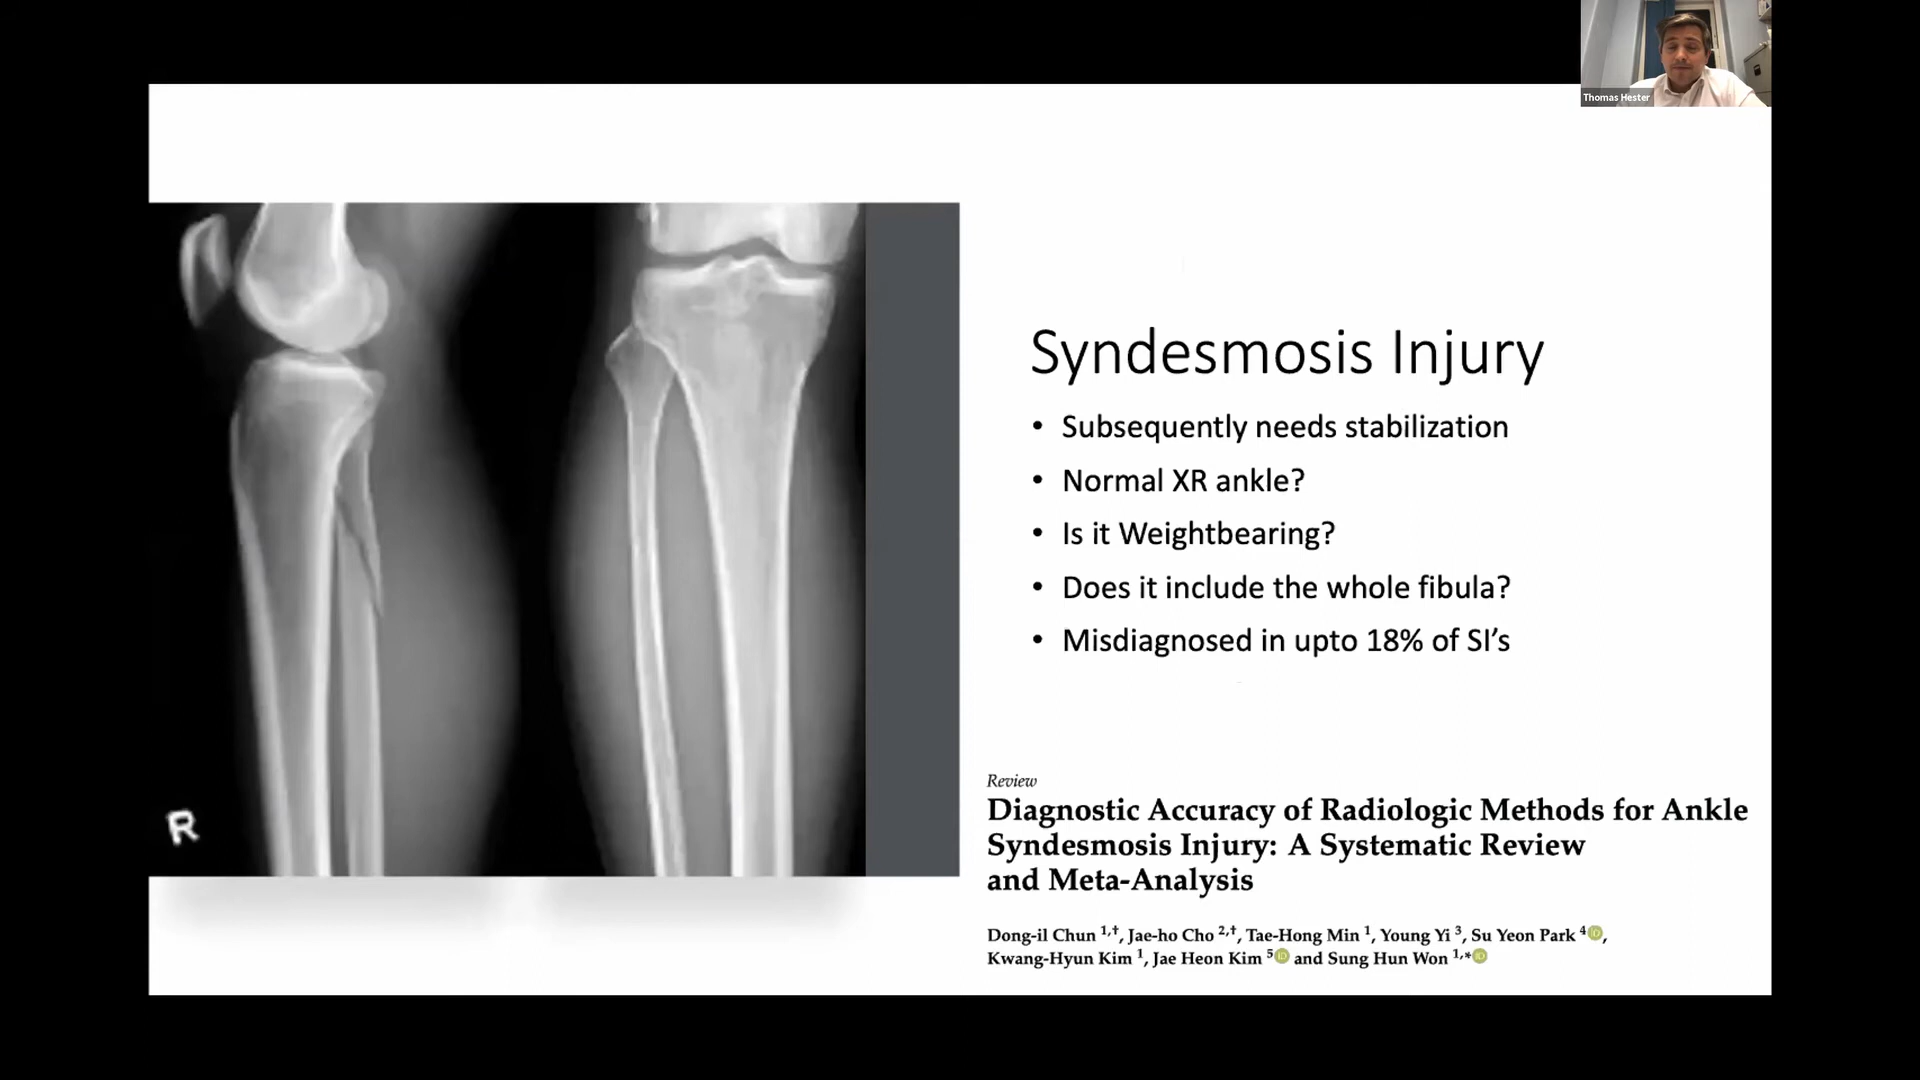 Thomas Hester
R
Syndesmosis Injury
• Subsequently needs stabilization
• Normal XR ankle?
• Is it Weightbearing?
• Does it include the whole fibula?
• Misdiagnosed in upto 18% of SI's
Review
Diagnostic Accuracy of Radiologic Methods for Ankle
Syndesmosis Injury: A Systematic Review
and Meta-Analysis
Dong-il Chun 1,†, Jae-ho Cho 2,†, Tae-Hong Min 1, Young Yi 3, Su Yeon Park 4 iD,
Kwang-Hyun Kim 1, Jae Heon Kim 5 iD and Sung Hun Won 1,* iD